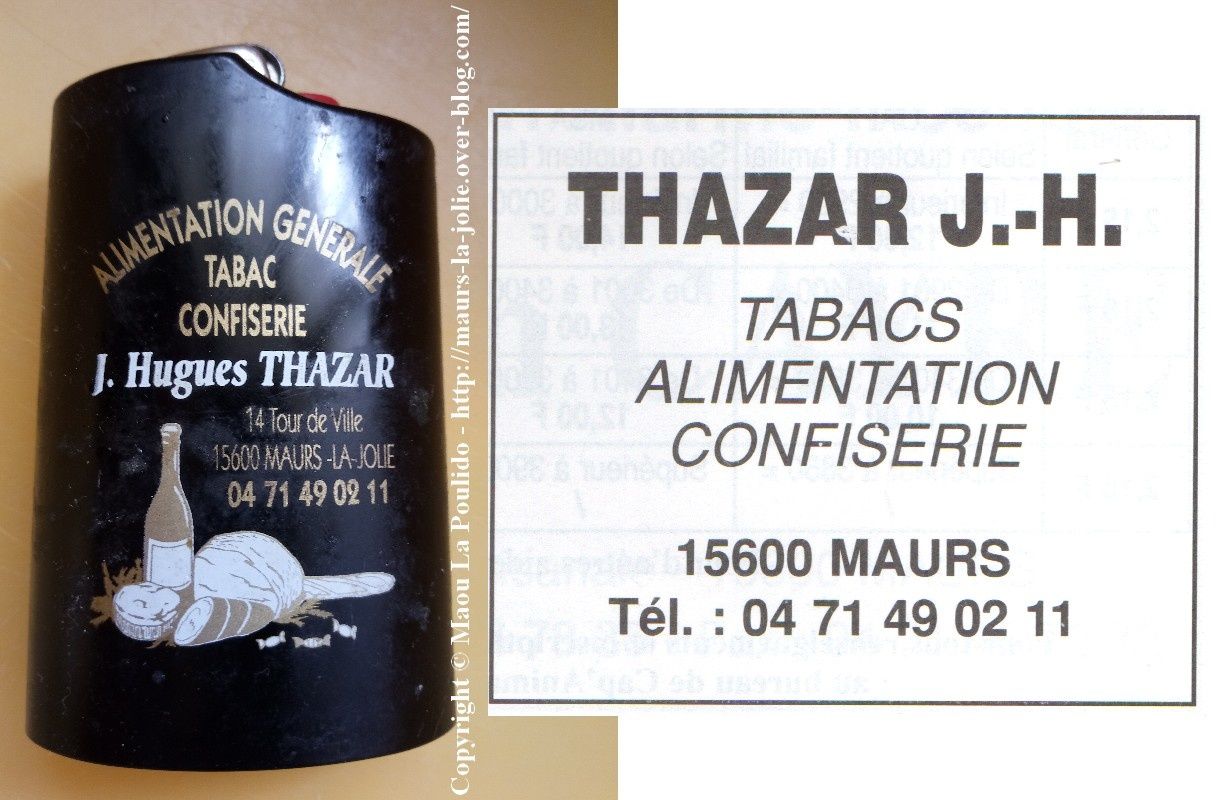 ALIMENTATION GENERALE
TABAC
CONFISERIE
J. Hugues THAZAR
14 Tour de Ville
15600 MAURS-LA-JOLIE
04 71 49 02 11
Copyright © Maou La Poulido - http://maurs-la-jolie.over-blog.com/
THAZAR J.-H.
TABACS
ALIMENTATION
CONFISERIE
15600 MAURS
Tél. : 04 71 49 02 11